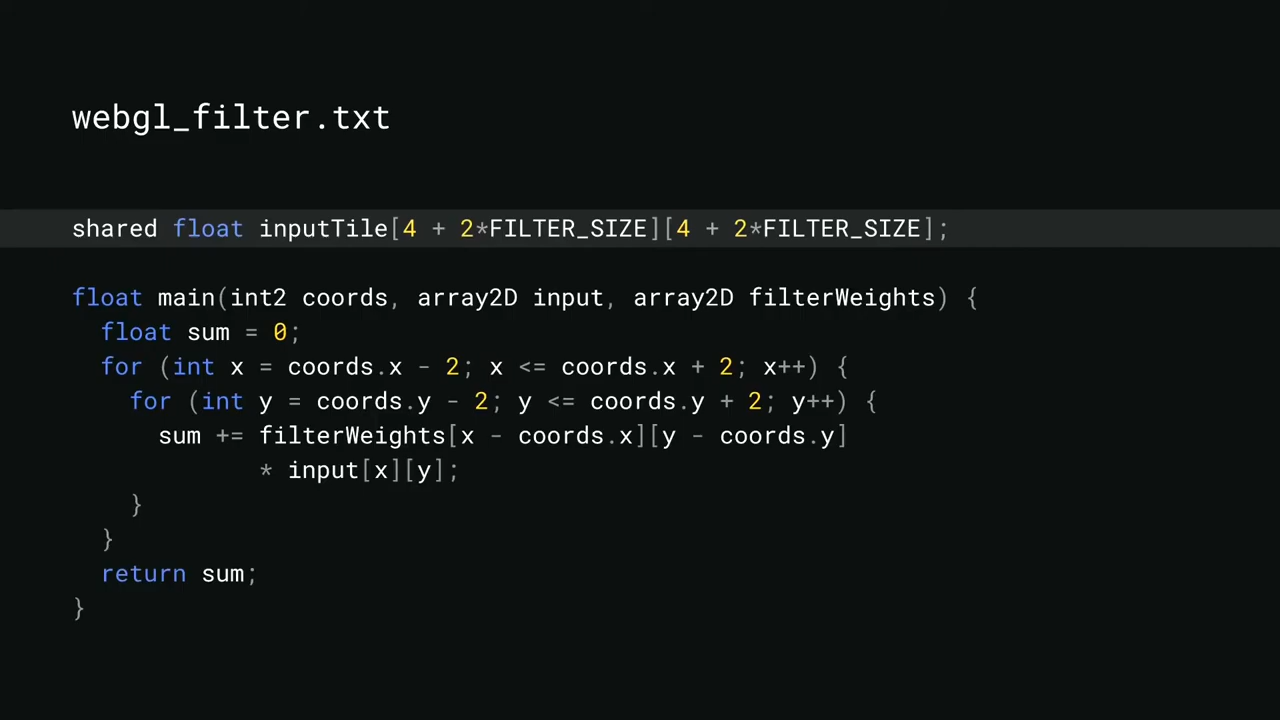 webgl_filter.txt
shared float inputTile[4 + 2*FILTER_SIZE][4 + 2*FILTER_SIZE];
float main(int2 coords, array2D input, array2D filterWeights) {
  float sum = 0;
  for (int x = coords.x - 2; x <= coords.x + 2; x++) {
    for (int y = coords.y - 2; y <= coords.y + 2; y++) {
      sum += filterWeights[x - coords.x][y - coords.y]
             * input[x][y];
    }
  }
  return sum;
}